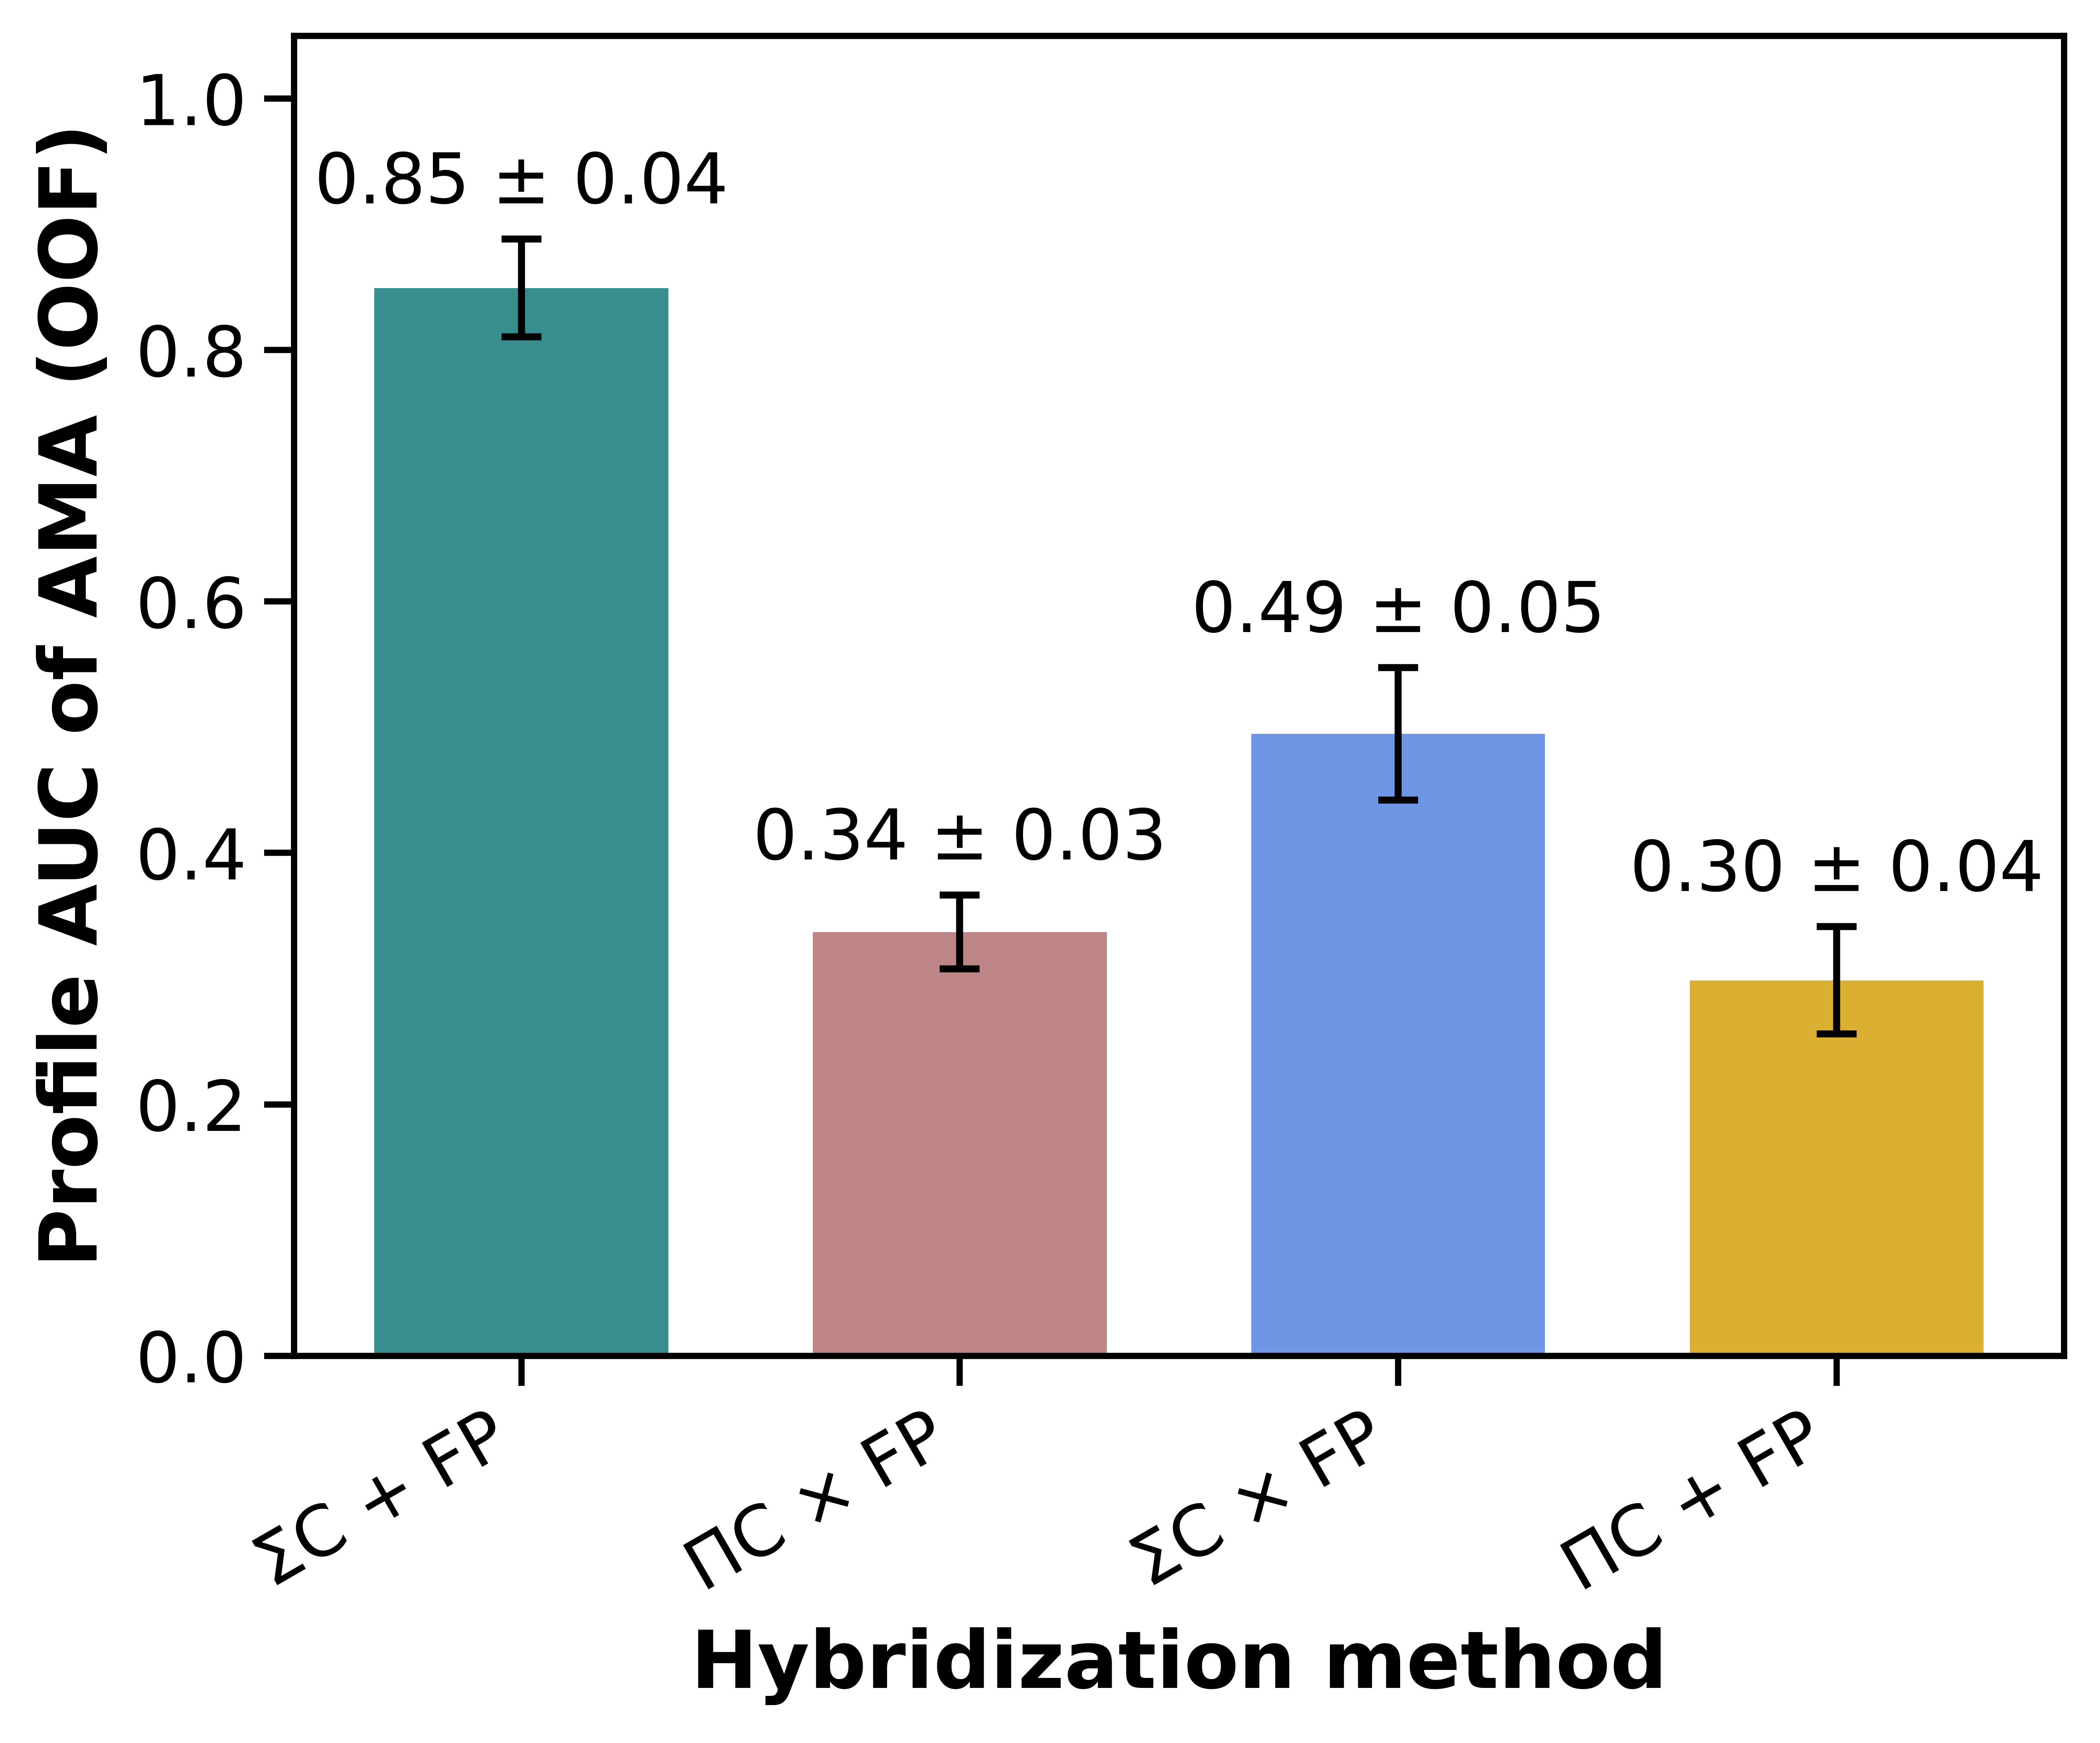 Profile AUC of AMA (OOF)
1.0
0.8
0.6
0.4
0.2
0.0
0.85 ± 0.04
0.34 ± 0.03
0.49 ± 0.05
0.30 ± 0.04
ΣC + FP
ΠC × FP
ΣC × FP
ΠC + FP
Hybridization method